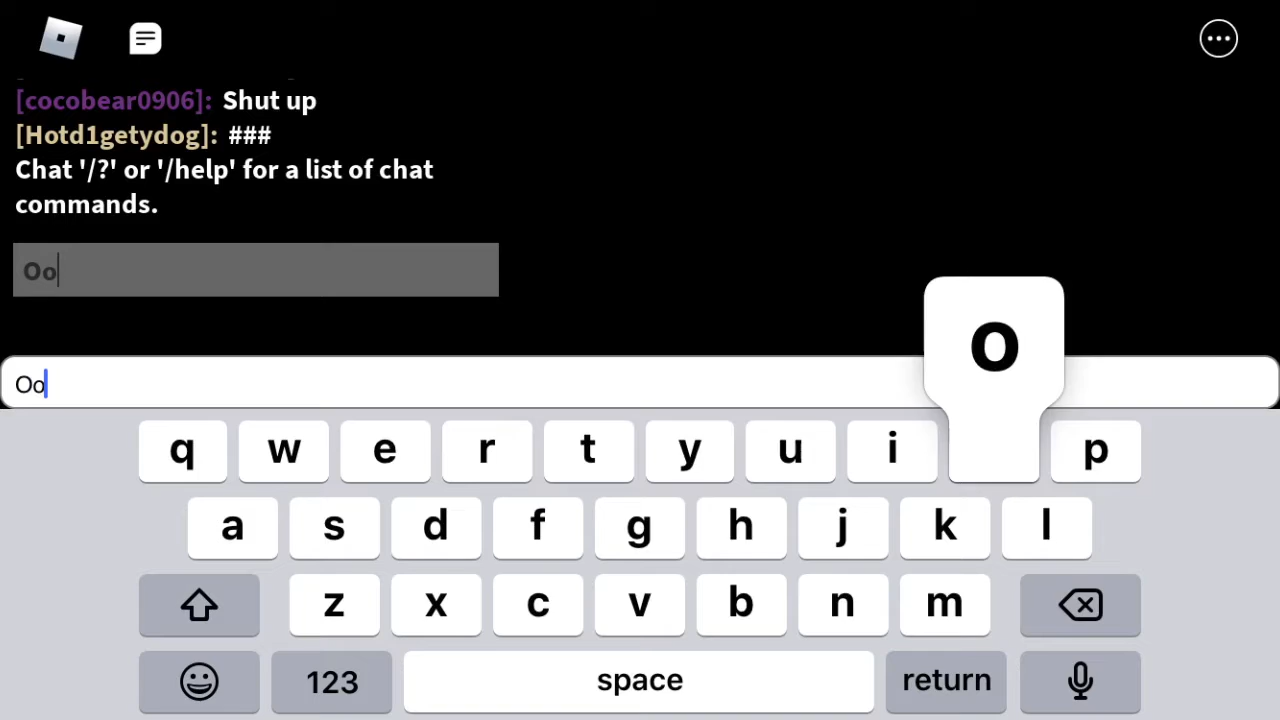 [cocobear0906]: Shut up
[Hotd1getydog]: ###
Chat '/?' or '/help' for a list of chat
commands.
Oo
Oo
o
q w e r t y u i p
a s d f g h j k l
z x c v b n m
123 space return